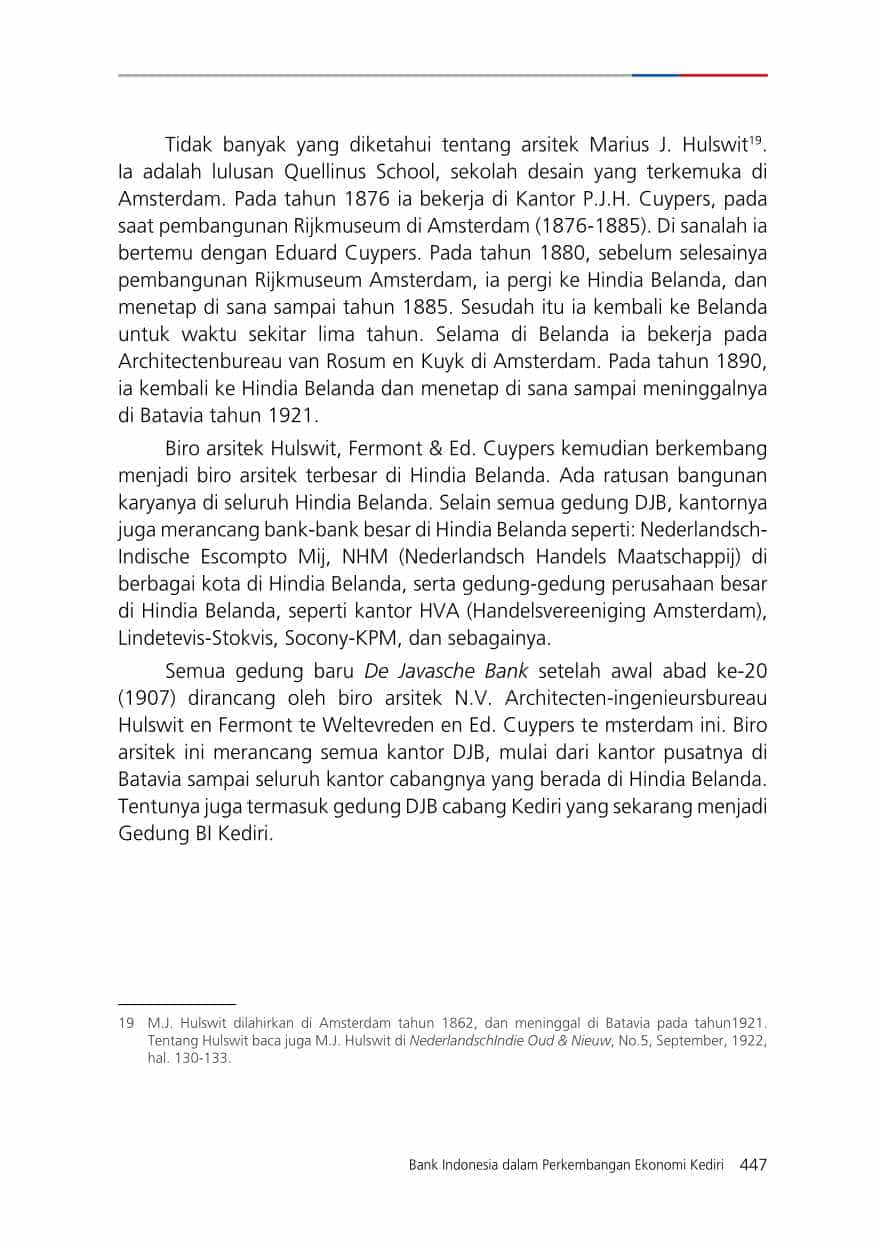 Tidak banyak yang diketahui tentang arsitek Marius J. Hulswit¹⁹.
Ia adalah lulusan Quellinus School, sekolah desain yang terkemuka di
Amsterdam. Pada tahun 1876 ia bekerja di Kantor P.J.H. Cuypers, pada
saat pembangunan Rijkmuseum di Amsterdam (1876-1885). Di sanalah ia
bertemu dengan Eduard Cuypers. Pada tahun 1880, sebelum selesainya
pembangunan Rijkmuseum Amsterdam, ia pergi ke Hindia Belanda, dan
menetap di sana sampai tahun 1885. Sesudah itu ia kembali ke Belanda
untuk waktu sekitar lima tahun. Selama di Belanda ia bekerja pada
Architectenbureau van Rosum en Kuyk di Amsterdam. Pada tahun 1890,
ia kembali ke Hindia Belanda dan menetap di sana sampai meninggalnya
di Batavia tahun 1921.
Biro arsitek Hulswit, Fermont & Ed. Cuypers kemudian berkembang
menjadi biro arsitek terbesar di Hindia Belanda. Ada ratusan bangunan
karyanya di seluruh Hindia Belanda. Selain semua gedung DJB, kantornya
juga merancang bank-bank besar di Hindia Belanda seperti: Nederlandsch-
Indische Escompto Mij, NHM (Nederlandsch Handels Maatschappij) di
berbagai kota di Hindia Belanda, serta gedung-gedung perusahaan besar
di Hindia Belanda, seperti kantor HVA (Handelsvereeniging Amsterdam),
Lindetevis-Stokvis, Socony-KPM, dan sebagainya.
Semua gedung baru De Javasche Bank setelah awal abad ke-20
(1907) dirancang oleh biro arsitek N.V. Architecten-ingenieursbureau
Hulswit en Fermont te Weltevreden en Ed. Cuypers te msterdam ini. Biro
arsitek ini merancang semua kantor DJB, mulai dari kantor pusatnya di
Batavia sampai seluruh kantor cabangnya yang berada di Hindia Belanda.
Tentunya juga termasuk gedung DJB cabang Kediri yang sekarang menjadi
Gedung BI Kediri.
19 M.J. Hulswit dilahirkan di Amsterdam tahun 1862, dan meninggal di Batavia pada tahun1921.
Tentang Hulswit baca juga M.J. Hulswit di NederlandschIndie Oud & Nieuw, No.5, September, 1922,
hal. 130-133.
Bank Indonesia dalam Perkembangan Ekonomi Kediri 447